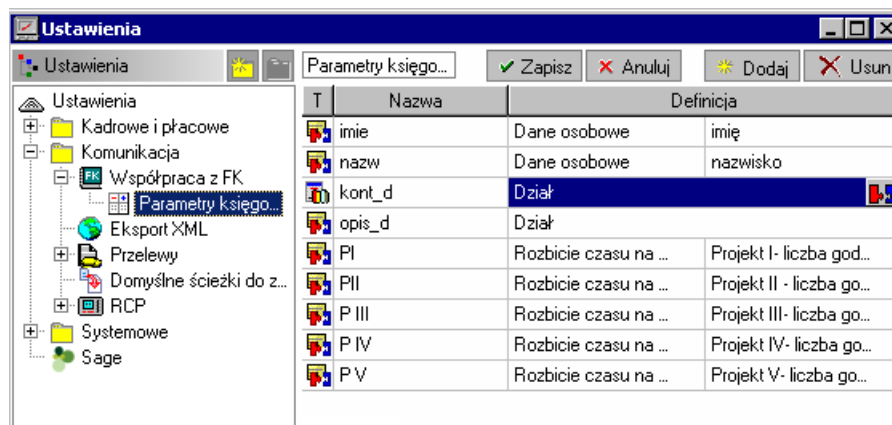 Ustawienia
Ustawienia Parametry księgo... Zapisz Anuluj Dodaj Usun
Ustawienia
Kadrowe i płacowe
Komunikacja
FK Współpraca z FK
Parametry księgo...
Eksport XML
Przelewy
Domyślne ścieżki do z...
RCP
Systemowe
Sage
T Nazwa Definicja
imie Dane osobowe imię
nazw Dane osobowe nazwisko
kont_d Dział
opis_d Dział
PI Rozbicie czasu na ... Projekt I- liczba god...
PII Rozbicie czasu na ... Projekt II - liczba go...
P III Rozbicie czasu na ... Projekt III- liczba go...
P IV Rozbicie czasu na ... Projekt IV- liczba go...
P V Rozbicie czasu na ... Projekt V- liczba go...